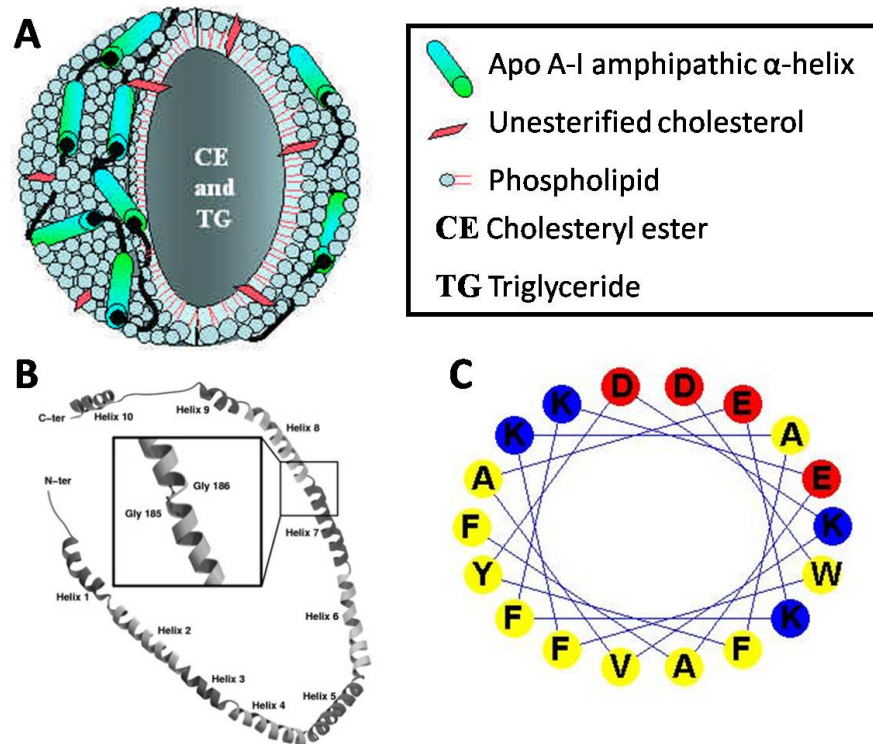 A
CE
and
TG
Apo A-I amphipathic α-helix
Unesterified cholesterol
Phospholipid
CE Cholesteryl ester
TG Triglyceride
B
C-ter
Helix 10
Helix 9
Helix 8
N-ter
Gly 186
Gly 185
Helix 7
Helix 1
Helix 6
Helix 2
Helix 3
Helix 5
Helix 4
C
D
D
K
E
K
A
A
E
F
K
Y
W
F
K
F
F
V
A